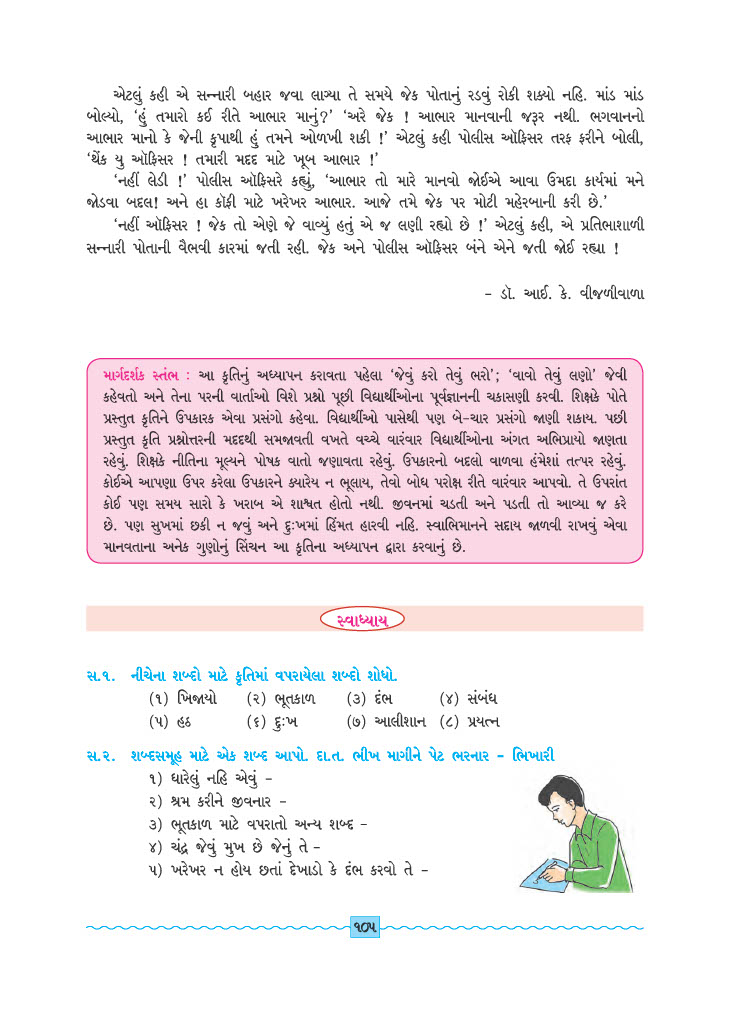 એટલું કહી એ સન્નારી બહાર જવા લાગ્યા તે સમયે જેક પોતાનું રડવું રોકી શક્યો નહિ. માંડ માંડ
બોલ્યો, ‘હું તમારો કઈ રીતે આભાર માનું?’ ‘અરે જેક ! આભાર માનવાની જરૂર નથી. ભગવાનનો
આભાર માનો કે જેની કૃપાથી હું તમને ઓળખી શકી !’ એટલું કહી પોલીસ ઑફિસર તરફ ફરીને બોલી,
‘થેંક યુ ઑફિસર ! તમારી મદદ માટે ખૂબ આભાર !’
‘નહીં લેડી !’ પોલીસ ઑફિસરે કહ્યું, ‘આભાર તો મારે માનવો જોઈએ આવા ઉમદા કાર્યમાં મને
જોડવા બદલ! અને હા કૉફી માટે ખરેખર આભાર. આજે તમે જેક પર મોટી મહેરબાની કરી છે.’
‘નહીં ઑફિસર ! જેક તો એણે જે વાવ્યું હતું એ જ લણી રહ્યો છે !’ એટલું કહી, એ પ્રતિભાશાળી
સન્નારી પોતાની વૈભવી કારમાં જતી રહી. જેક અને પોલીસ ઑફિસર બંને એને જતી જોઈ રહ્યા !
- ડૉ. આઈ. કે. વીજળીવાળા
માર્ગદર્શક સ્તંભ : આ કૃતિનું અધ્યાપન કરાવતા પહેલા ‘જેવું કરો તેવું ભરો’; ‘વાવો તેવું લણો’ જેવી
કહેવતો અને તેના પરની વાર્તાઓ વિશે પ્રશ્નો પૂછી વિદ્યાર્થીઓના પૂર્વજ્ઞાનની ચકાસણી કરવી. શિક્ષકે પોતે
પ્રસ્તુત કૃતિને ઉપકારક એવા પ્રસંગો કહેવા. વિદ્યાર્થીઓ પાસેથી પણ બે-ચાર પ્રસંગો જાણી શકાય. પછી
પ્રસ્તુત કૃતિ પ્રશ્નોત્તરની મદદથી સમજાવતી વખતે વચ્ચે વારંવાર વિદ્યાર્થીઓના અંગત અભિપ્રાયો જાણતા
રહેવું. શિક્ષકે નીતિના મૂલ્યને પોષક વાતો જણાવતા રહેવું. ઉપકારનો બદલો વાળવા હંમેશાં તત્પર રહેવું.
કોઈએ આપણા ઉપર કરેલા ઉપકારને ક્યારેય ન ભૂલાય, તેવો બોધ પરોક્ષ રીતે વારંવાર આપવો. તે ઉપરાંત
કોઈ પણ સમય સારો કે ખરાબ એ શાશ્વત હોતો નથી. જીવનમાં ચડતી અને પડતી તો આવ્યા જ કરે
છે. પણ સુખમાં છકી ન જવું અને દુઃખમાં હિંમત હારવી નહિ. સ્વાભિમાનને સદાય જાળવી રાખવું એવા
માનવતાના અનેક ગુણોનું સિંચન આ કૃતિના અધ્યાપન દ્વારા કરવાનું છે.
સ્વાધ્યાય
સ.૧. નીચેના શબ્દો માટે કૃતિમાં વપરાયેલા શબ્દો શોધો.
(૧) ખિજાયો (૨) ભૂતકાળ (૩) દંભ (૪) સંબંધ
(૫) હઠ (૬) દુઃખ (૭) આલીશાન (૮) પ્રયત્ન
સ.૨. શબ્દસમૂહ માટે એક શબ્દ આપો. દા.ત. ભીખ માગીને પેટ ભરનાર - ભિખારી
૧) ધારેલું નહિ એવું -
૨) શ્રમ કરીને જીવનાર -
૩) ભૂતકાળ માટે વપરાતો અન્ય શબ્દ -
૪) ચંદ્ર જેવું મુખ છે જેનું તે -
૫) ખરેખર ન હોય છતાં દેખાડો કે દંભ કરવો તે -
૧૦૫